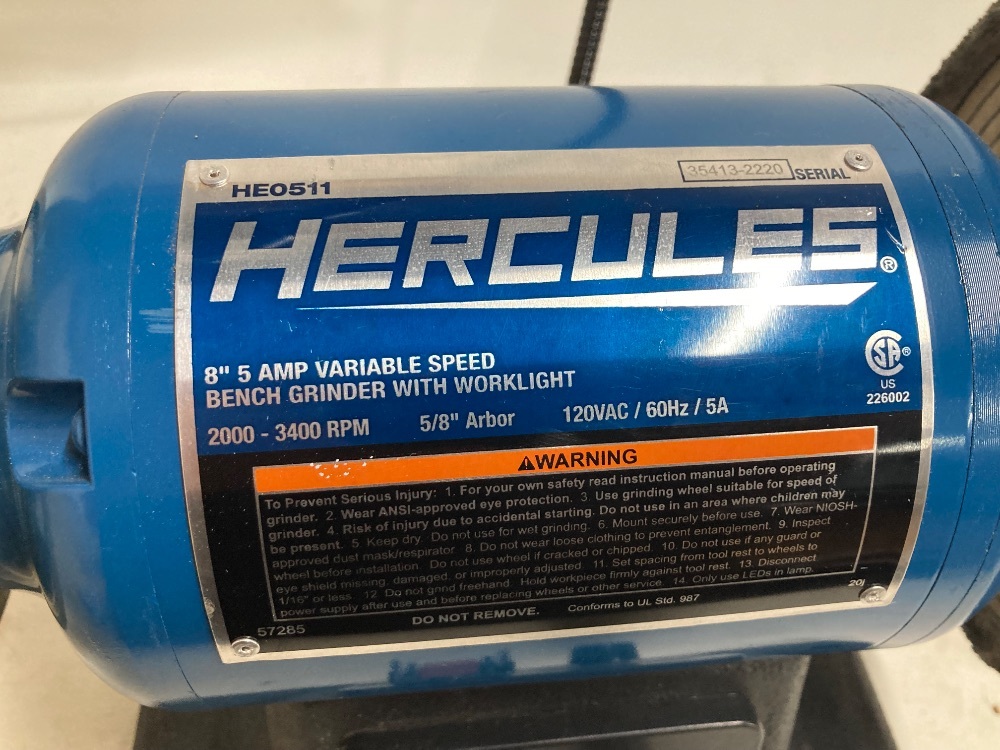 HE0511
35413-2220 SERIAL
HERCULES®
8" 5 AMP VARIABLE SPEED
BENCH GRINDER WITH WORKLIGHT
2000 - 3400 RPM 5/8" Arbor 120VAC / 60Hz / 5A
SA®
US
226002
⚠WARNING
To Prevent Serious Injury: 1. For your own safety read instruction manual before operating
grinder. 2. Wear ANSI-approved eye protection. 3. Use grinding wheel suitable for speed of
grinder. 4. Risk of injury due to accidental starting. Do not use in an area where children may
be present. 5. Keep dry. Do not use for wet grinding. 6. Mount securely before use. 7. Wear NIOSH-
approved dust mask/respirator 8. Do not wear loose clothing to prevent entanglement. 9. Inspect
wheel before installation. Do not use wheel if cracked or chipped. 10. Do not use if any guard or
eye shield missing, damaged, or improperly adjusted. 11. Set spacing from tool rest to wheels to
1/16" or less. 12. Do not grind freehand. Hold workpiece firmly against tool rest. 13. Disconnect
power supply after use and before replacing wheels or other service. 14. Only use LEDs in lamp.
20j
DO NOT REMOVE. Conforms to UL Std. 987
57285